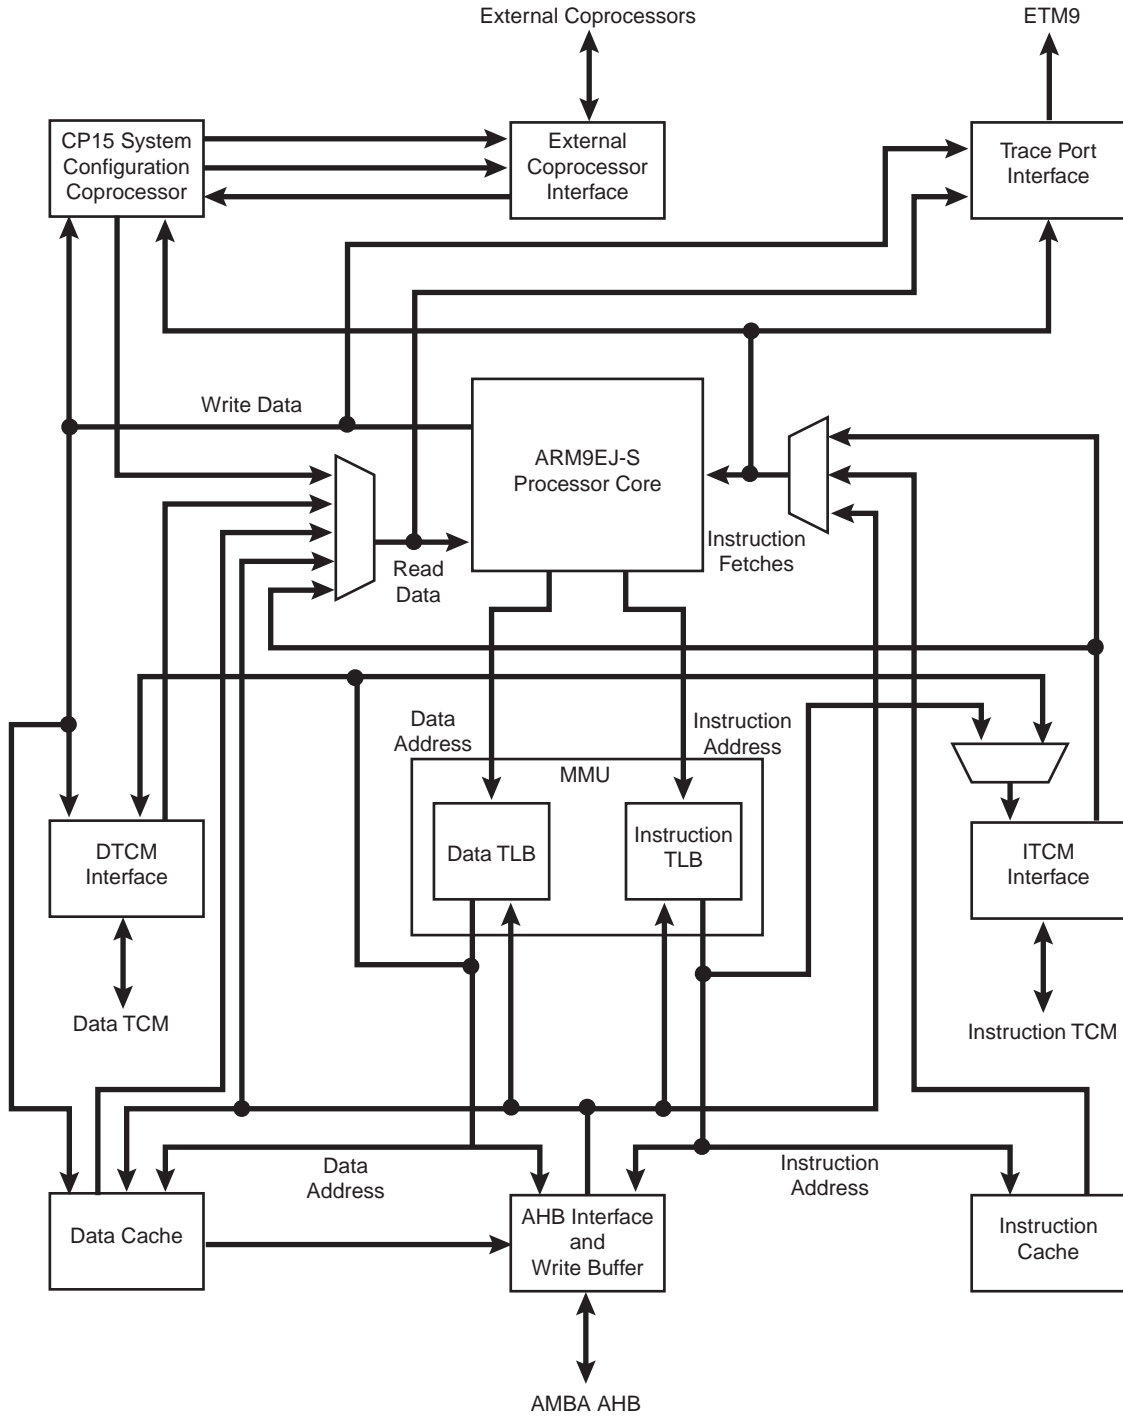 External Coprocessors
ETM9
CP15 System
Configuration
Coprocessor
External
Coprocessor
Interface
Trace Port
Interface
Write Data
ARM9EJ-S
Processor Core
Instruction
Fetches
Read
Data
Data
Address
Instruction
Address
MMU
DTCM
Interface
Data TLB
Instruction
TLB
ITCM
Interface
Data TCM
Instruction TCM
Data
Address
Instruction
Address
Data Cache
AHB Interface
and
Write Buffer
Instruction
Cache
AMBA AHB